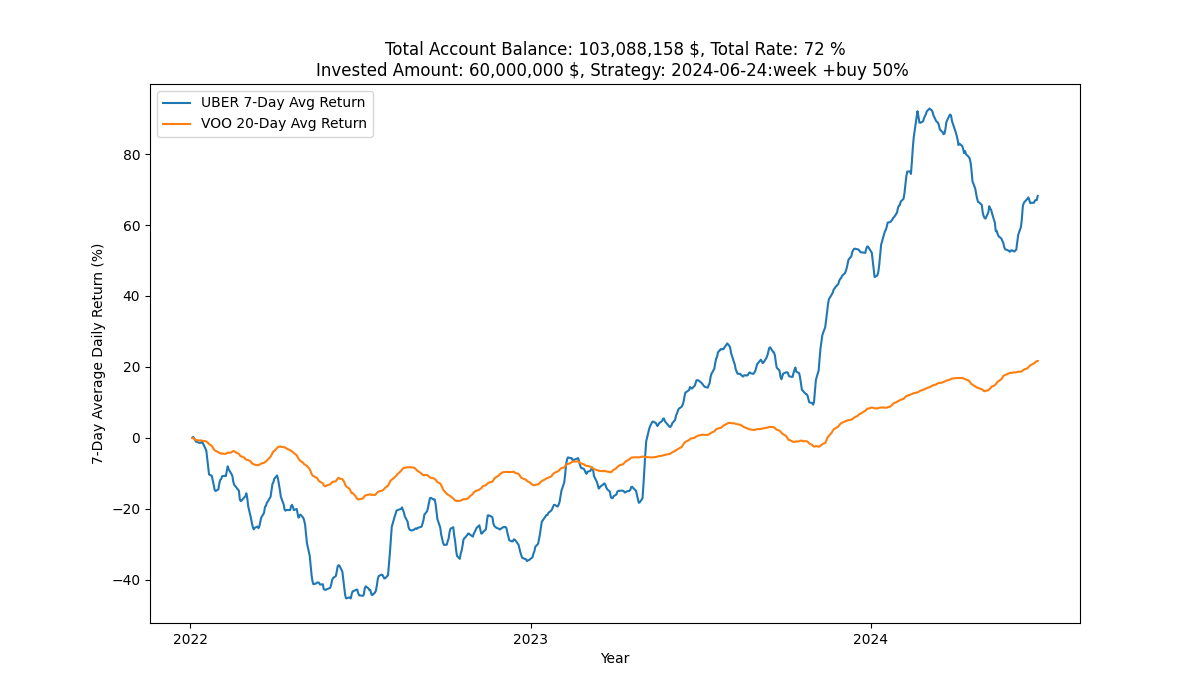 Total Account Balance: 103,088,158 $, Total Rate: 72 %
Invested Amount: 60,000,000 $, Strategy: 2024-06-24:week +buy 50%
UBER 7-Day Avg Return
VOO 20-Day Avg Return
7-Day Average Daily Return (%)
80
60
40
20
0
−20
−40
2022
2023
2024
Year